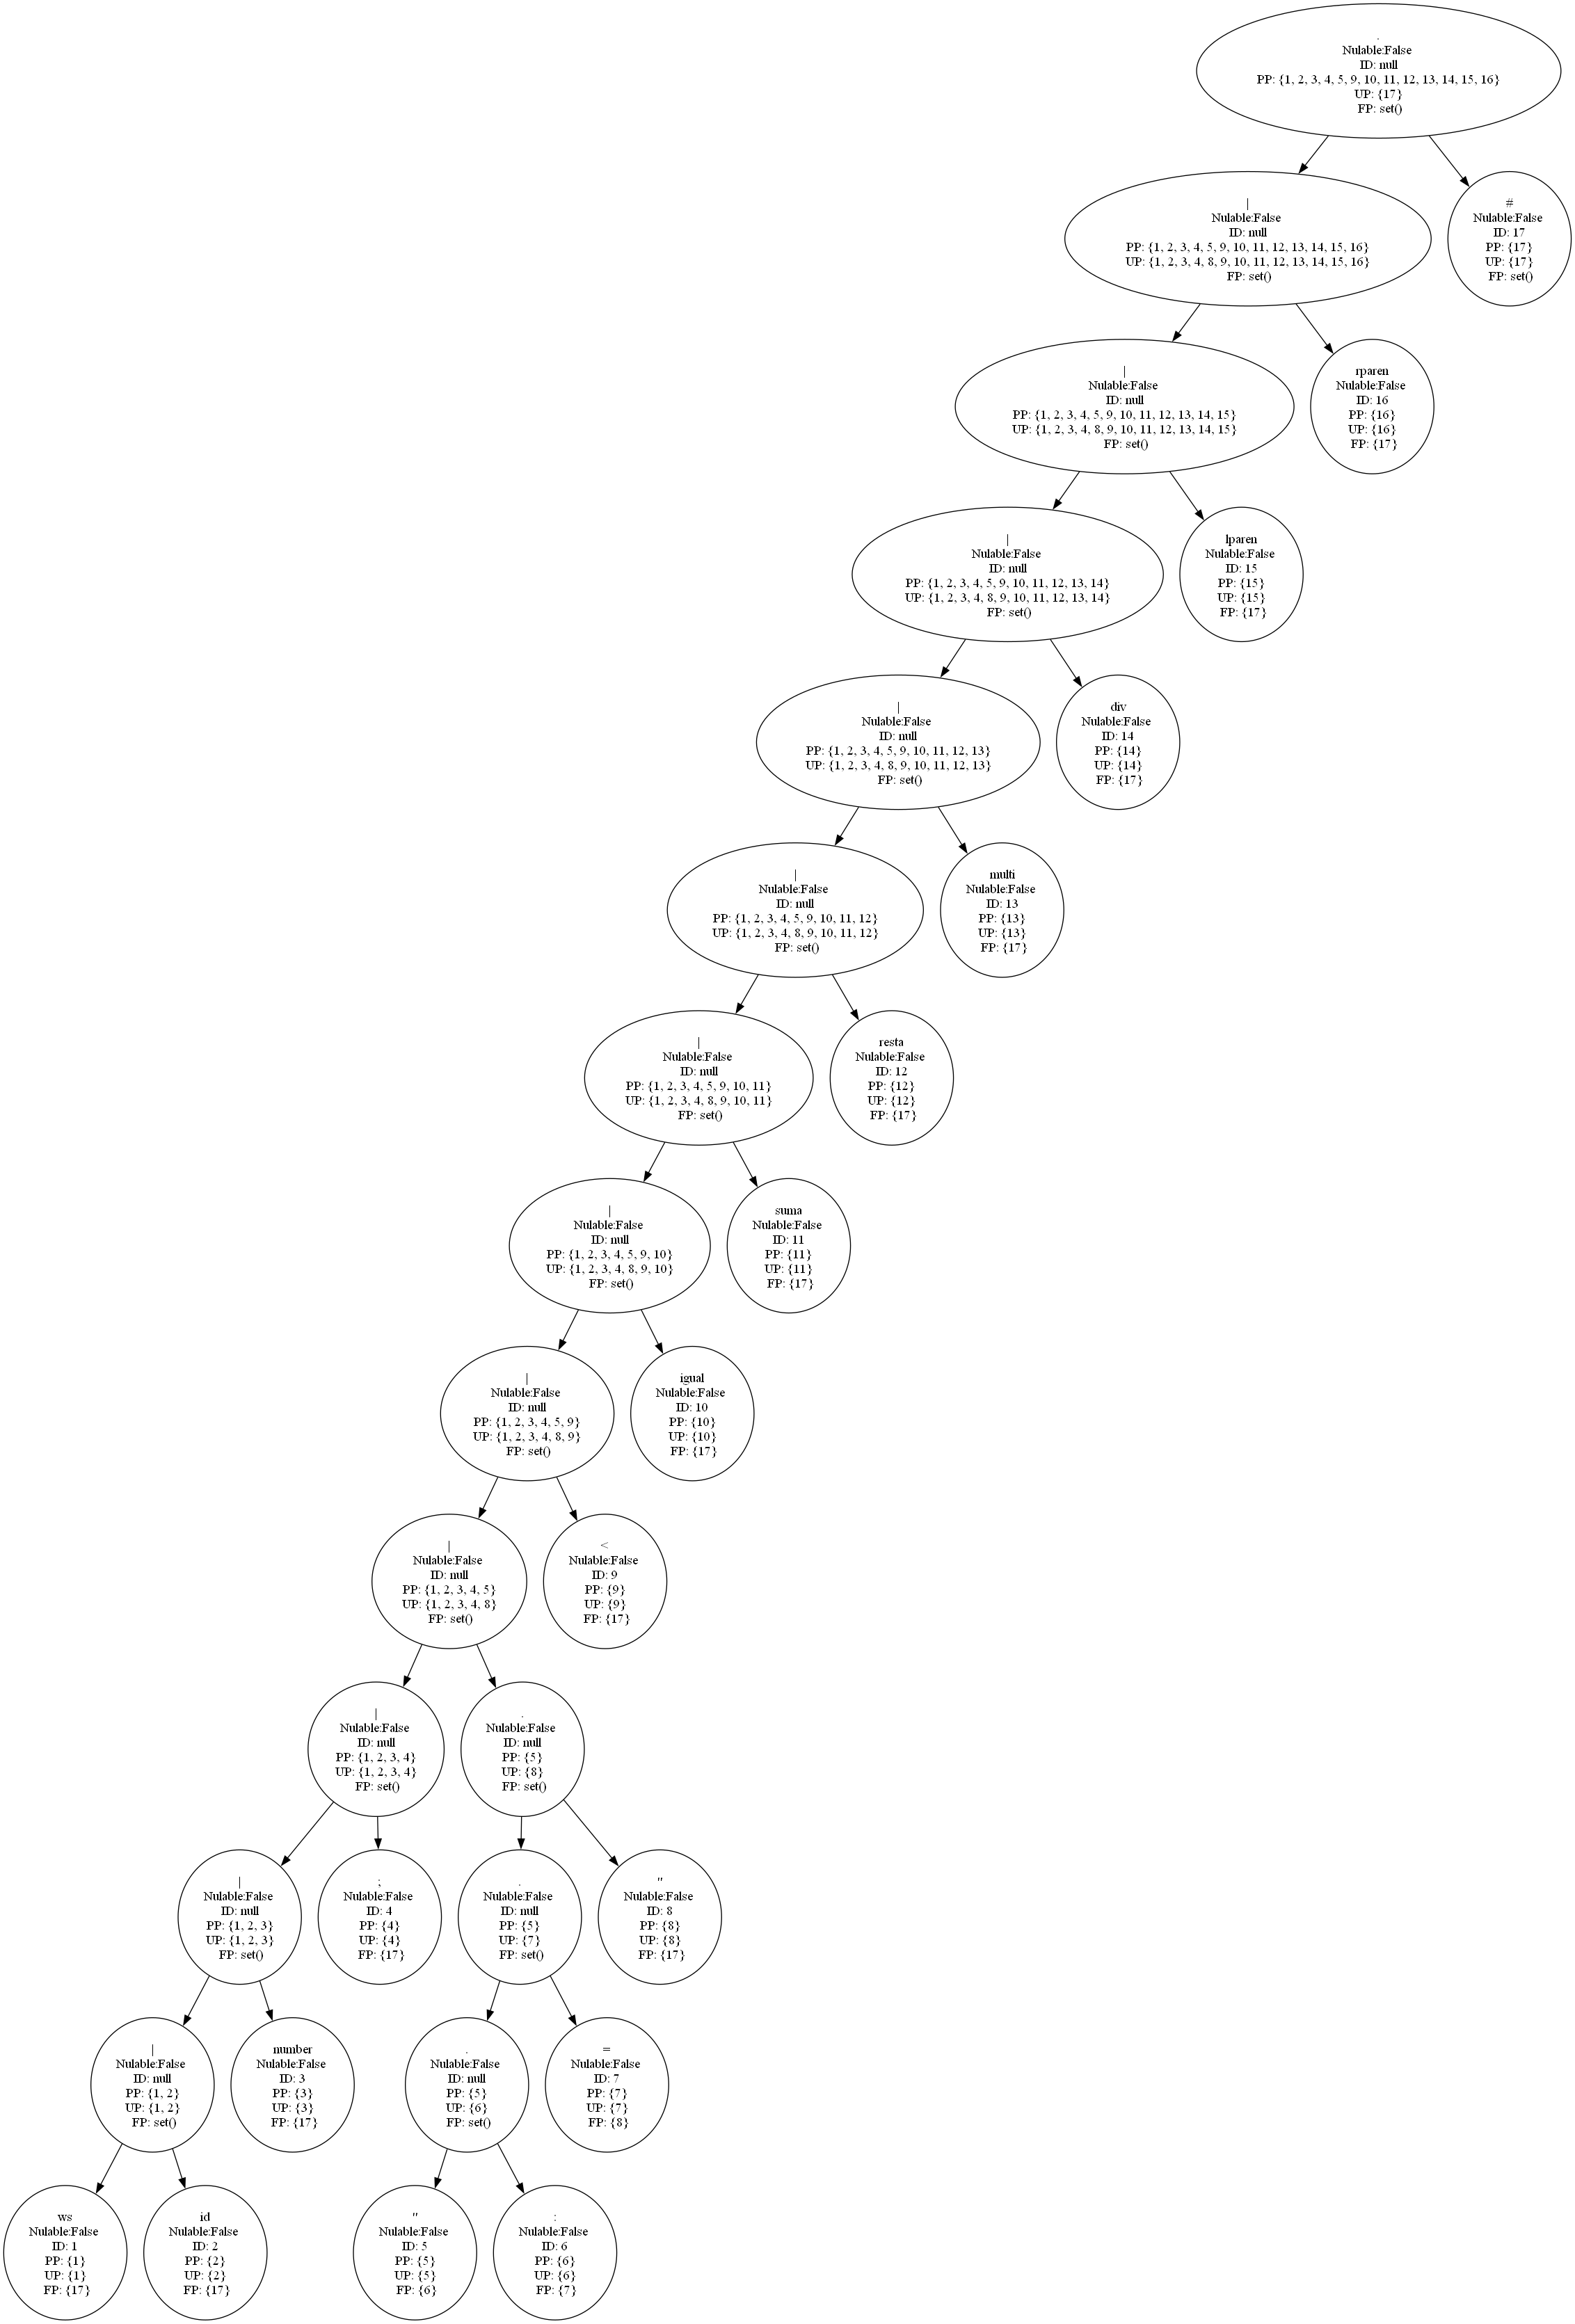 .
Nulable:False
ID: null
PP: {1, 2, 3, 4, 5, 9, 10, 11, 12, 13, 14, 15, 16}
UP: {17}
FP: set()
|
Nulable:False
ID: null
PP: {1, 2, 3, 4, 5, 9, 10, 11, 12, 13, 14, 15, 16}
UP: {1, 2, 3, 4, 8, 9, 10, 11, 12, 13, 14, 15, 16}
FP: set()
#
Nulable:False
ID: 17
PP: {17}
UP: {17}
FP: set()
|
Nulable:False
ID: null
PP: {1, 2, 3, 4, 5, 9, 10, 11, 12, 13, 14, 15}
UP: {1, 2, 3, 4, 8, 9, 10, 11, 12, 13, 14, 15}
FP: set()
rparen
Nulable:False
ID: 16
PP: {16}
UP: {16}
FP: {17}
|
Nulable:False
ID: null
PP: {1, 2, 3, 4, 5, 9, 10, 11, 12, 13, 14}
UP: {1, 2, 3, 4, 8, 9, 10, 11, 12, 13, 14}
FP: set()
lparen
Nulable:False
ID: 15
PP: {15}
UP: {15}
FP: {17}
|
Nulable:False
ID: null
PP: {1, 2, 3, 4, 5, 9, 10, 11, 12, 13}
UP: {1, 2, 3, 4, 8, 9, 10, 11, 12, 13}
FP: set()
div
Nulable:False
ID: 14
PP: {14}
UP: {14}
FP: {17}
|
Nulable:False
ID: null
PP: {1, 2, 3, 4, 5, 9, 10, 11, 12}
UP: {1, 2, 3, 4, 8, 9, 10, 11, 12}
FP: set()
multi
Nulable:False
ID: 13
PP: {13}
UP: {13}
FP: {17}
|
Nulable:False
ID: null
PP: {1, 2, 3, 4, 5, 9, 10, 11}
UP: {1, 2, 3, 4, 8, 9, 10, 11}
FP: set()
resta
Nulable:False
ID: 12
PP: {12}
UP: {12}
FP: {17}
|
Nulable:False
ID: null
PP: {1, 2, 3, 4, 5, 9, 10}
UP: {1, 2, 3, 4, 8, 9, 10}
FP: set()
suma
Nulable:False
ID: 11
PP: {11}
UP: {11}
FP: {17}
|
Nulable:False
ID: null
PP: {1, 2, 3, 4, 5, 9}
UP: {1, 2, 3, 4, 8, 9}
FP: set()
igual
Nulable:False
ID: 10
PP: {10}
UP: {10}
FP: {17}
|
Nulable:False
ID: null
PP: {1, 2, 3, 4, 5}
UP: {1, 2, 3, 4, 8}
FP: set()
<
Nulable:False
ID: 9
PP: {9}
UP: {9}
FP: {17}
|
Nulable:False
ID: null
PP: {1, 2, 3, 4}
UP: {1, 2, 3, 4}
FP: set()
.
Nulable:False
ID: null
PP: {5}
UP: {8}
FP: set()
|
Nulable:False
ID: null
PP: {1, 2, 3}
UP: {1, 2, 3}
FP: set()
;
Nulable:False
ID: 4
PP: {4}
UP: {4}
FP: {17}
.
Nulable:False
ID: null
PP: {5}
UP: {7}
FP: set()
"
Nulable:False
ID: 8
PP: {8}
UP: {8}
FP: {17}
|
Nulable:False
ID: null
PP: {1, 2}
UP: {1, 2}
FP: set()
number
Nulable:False
ID: 3
PP: {3}
UP: {3}
FP: {17}
.
Nulable:False
ID: null
PP: {5}
UP: {6}
FP: set()
=
Nulable:False
ID: 7
PP: {7}
UP: {7}
FP: {8}
ws
Nulable:False
ID: 1
PP: {1}
UP: {1}
FP: {17}
id
Nulable:False
ID: 2
PP: {2}
UP: {2}
FP: {17}
"
Nulable:False
ID: 5
PP: {5}
UP: {5}
FP: {6}
:
Nulable:False
ID: 6
PP: {6}
UP: {6}
FP: {7}